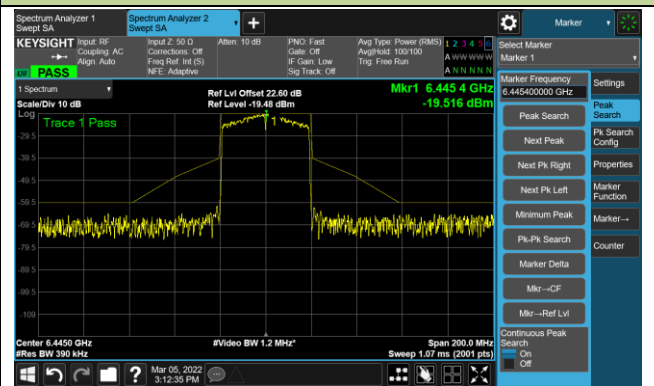 Spectrum Analyzer 1
Swept SA
Spectrum Analyzer 2
Swept SA
Marker
KEYSIGHT
Input: RF
Coupling: AC
Align: Auto
Input Z: 50 Ω
Corrections: Off
Freq Ref: Int (S)
NFE: Adaptive
Atten: 10 dB
PNO: Fast
Gate: Off
IF Gain: Low
Sig Track: Off
Avg Type: Power (RMS)
Avg|Hold: 100/100
Trig: Free Run
1 2 3 4 5 6
A W W W W W
A N N N N N
PASS
Select Marker
Marker 1
1 Spectrum
Scale/Div 10 dB
Log
Ref Lvl Offset 22.60 dB
Ref Level -19.48 dBm
Mkr1 6.445 4 GHz
-19.516 dBm
Trace 1 Pass
1
-29.5
-39.5
-49.5
-59.5
-69.5
-79.5
-89.5
-99.5
-109
Center 6.4450 GHz
#Res BW 390 kHz
#Video BW 1.2 MHz*
Span 200.0 MHz
Sweep 1.07 ms (2001 pts)
Marker Frequency
6.445400000 GHz
Peak Search
Next Peak
Next Pk Right
Next Pk Left
Minimum Peak
Pk-Pk Search
Marker Delta
Mkr→CF
Mkr→Ref Lvl
Continuous Peak
Search
On
Off
Settings
Peak
Search
Pk Search
Config
Properties
Marker
Function
Marker→
Counter
?
Mar 05, 2022
3:12:35 PM